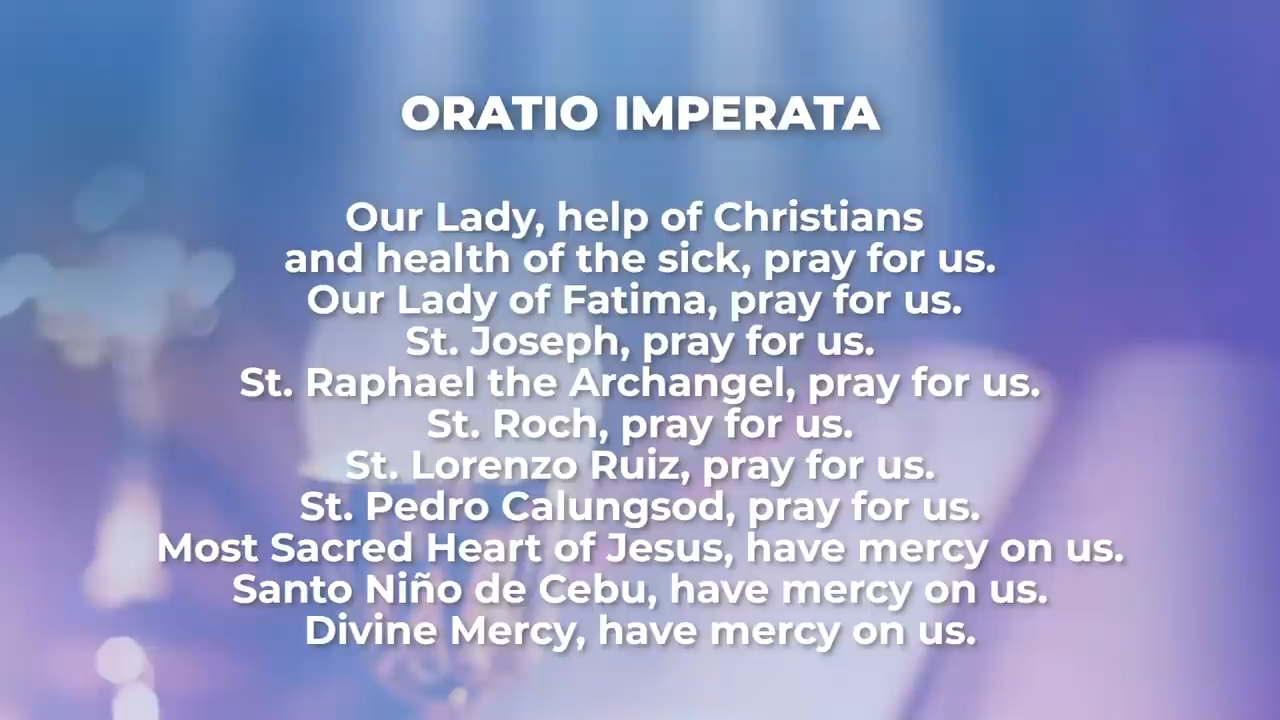 ORATIO IMPERATA
Our Lady, help of Christians
and health of the sick, pray for us.
Our Lady of Fatima, pray for us.
St. Joseph, pray for us.
St. Raphael the Archangel, pray for us.
St. Roch, pray for us.
St. Lorenzo Ruiz, pray for us.
St. Pedro Calungsod, pray for us.
Most Sacred Heart of Jesus, have mercy on us.
Santo Niño de Cebu, have mercy on us.
Divine Mercy, have mercy on us.